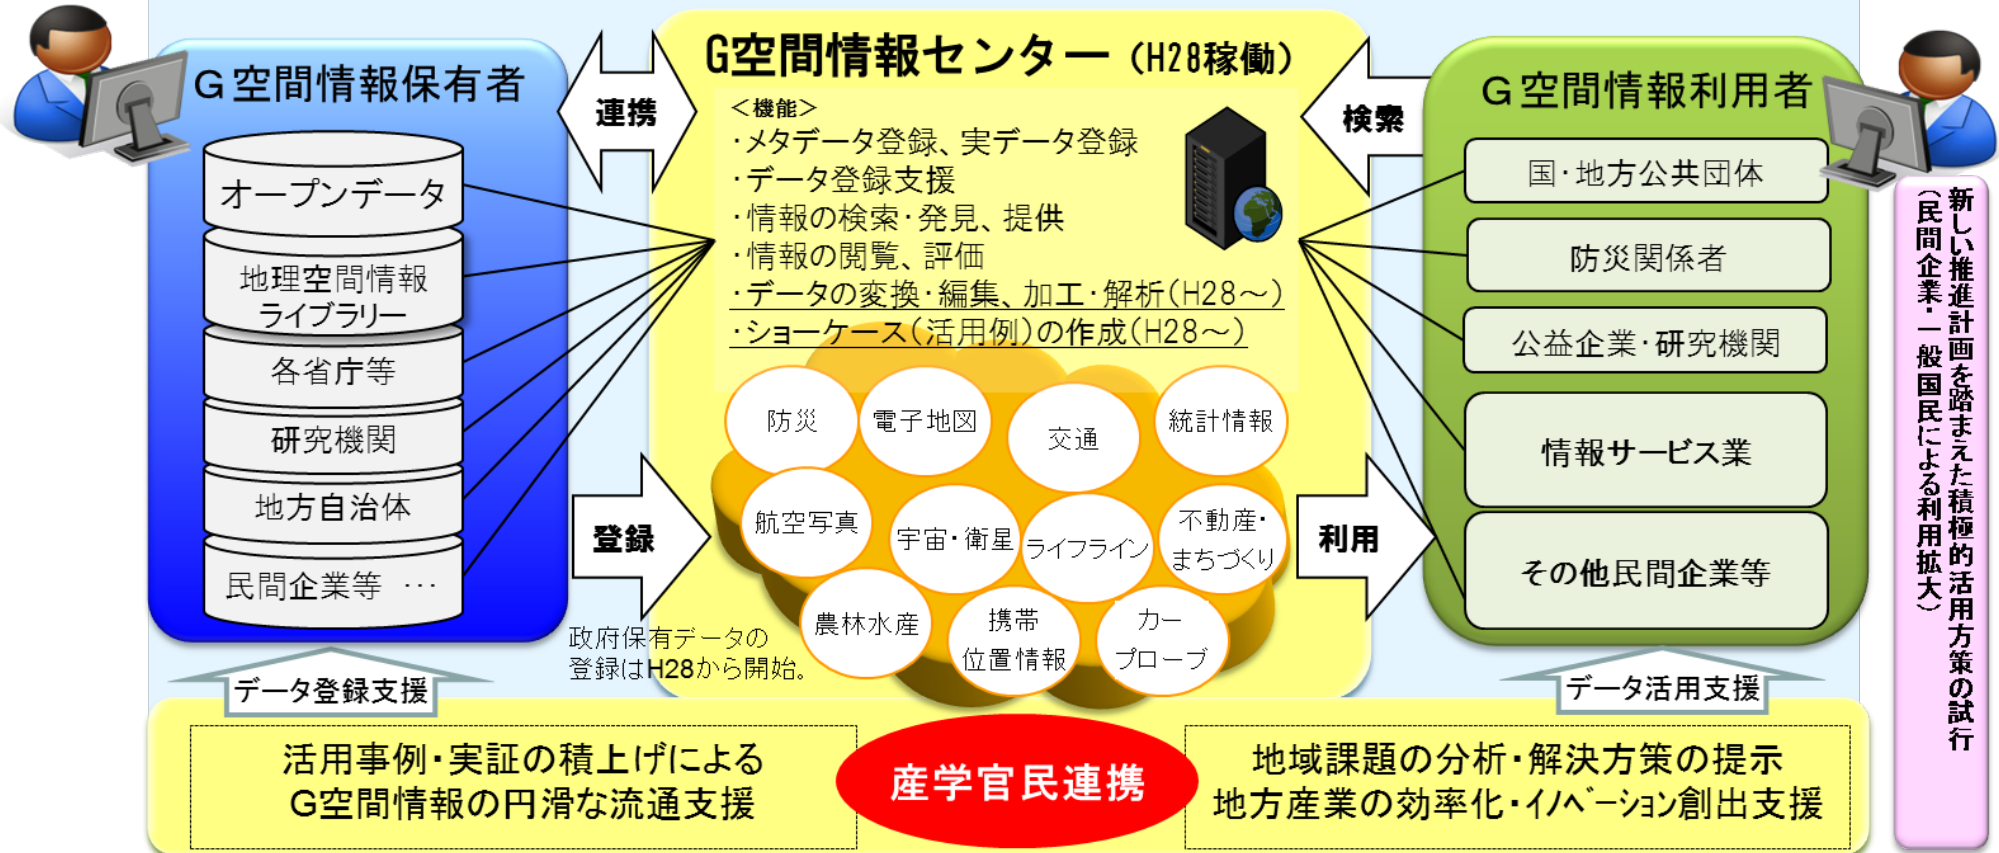 G空間情報保有者
オープンデータ
地理空間情報
ライブラリー
各省庁等
研究機関
地方自治体
民間企業等 …
連携
登録
政府保有データの
登録はH28から開始。
G空間情報センター（H28稼働）
＜機能＞
・メタデータ登録、実データ登録
・データ登録支援
・情報の検索・発見、提供
・情報の閲覧、評価
・データの変換・編集、加工・解析（H28～）
・ショーケース（活用例）の作成（H28～）
防災
電子地図
交通
統計情報
航空写真
宇宙・衛星
ライフライン
不動産・
まちづくり
農林水産
携帯
位置情報
カー
プローブ
検索
利用
G空間情報利用者
国・地方公共団体
防災関係者
公益企業・研究機関
情報サービス業
その他民間企業等
新しい推進計画を踏まえた積極的活用方策の試行
（民間企業・一般国民による利用拡大）
データ登録支援
データ活用支援
活用事例・実証の積上げによる
G空間情報の円滑な流通支援
産学官民連携
地域課題の分析・解決方策の提示
地方産業の効率化・イノベーション創出支援